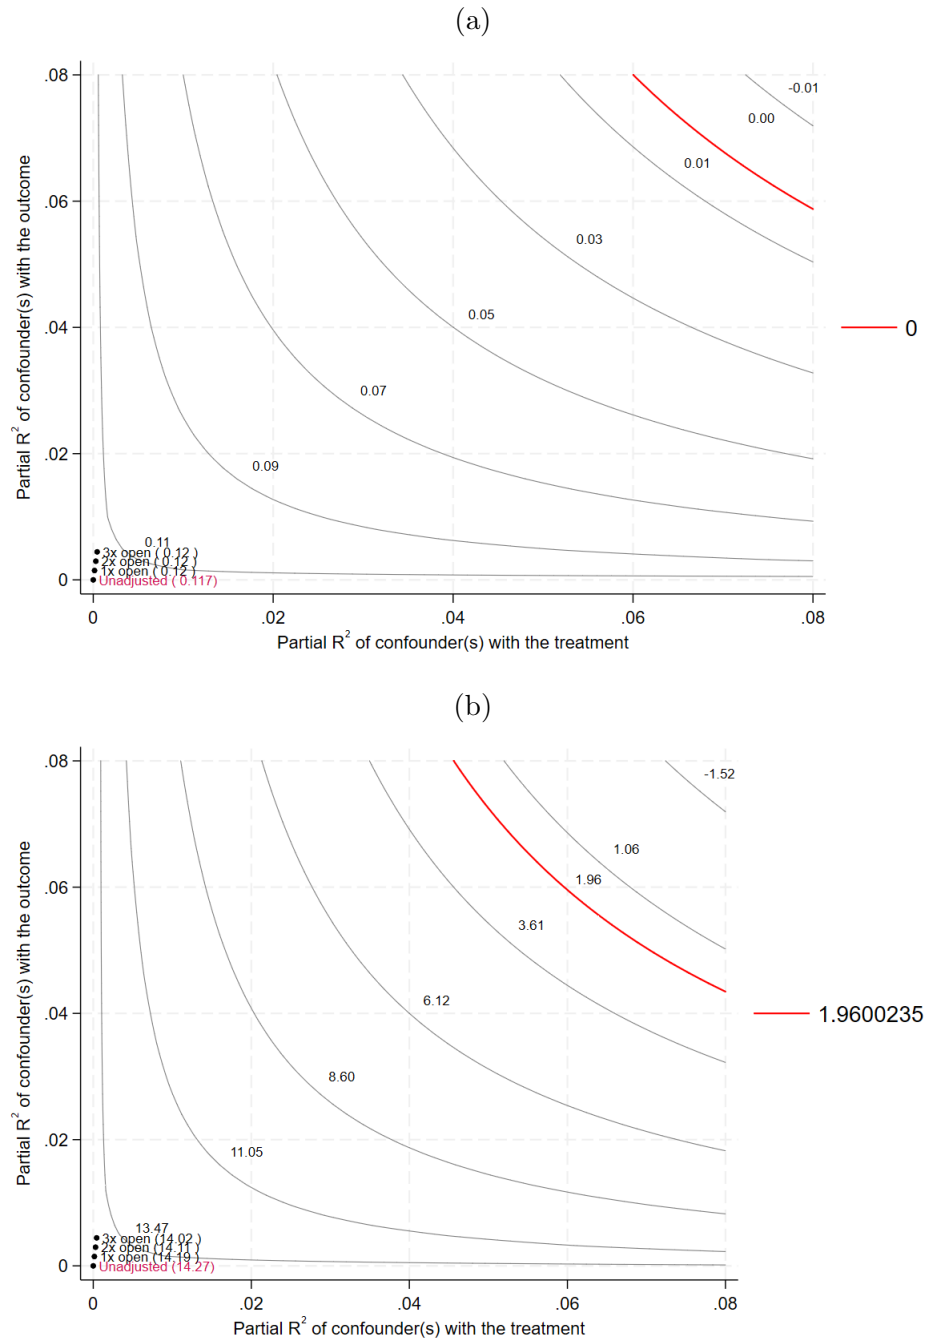 (a)
.08
-0.01
0.00
0.01
.06
0.03
0.05
.04
0
0.07
.02
0.09
0.11
3x open ( 0.12 )
2x open ( 0.12 )
1x open ( 0.12 )
0
Unadjusted ( 0.117)
0
.02
.04
.06
.08
Partial R² of confounder(s) with the outcome
Partial R² of confounder(s) with the treatment
(b)
.08
-1.52
1.06
.06
1.96
3.61
6.12
.04
1.9600235
8.60
.02
11.05
13.47
3x open (14.02 )
2x open (14.11 )
1x open (14.19 )
0
Unadjusted (14.27)
0
.02
.04
.06
.08
Partial R² of confounder(s) with the outcome
Partial R² of confounder(s) with the treatment